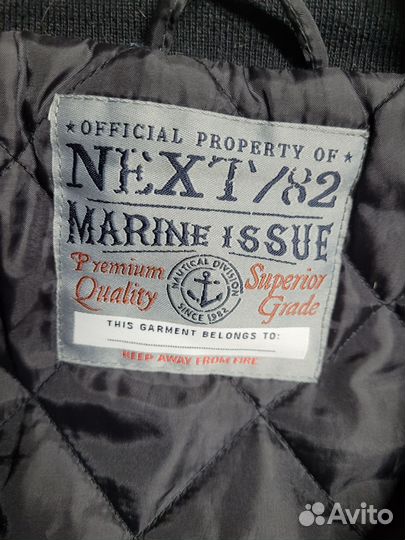 ★ OFFICIAL PROPERTY OF ★
NEXT/82
MARINE ISSUE
Premium Quality
NAUTICAL DIVISION
SINCE 1982
Superior Grade
THIS GARMENT BELONGS TO:
KEEP AWAY FROM FIRE
Avito